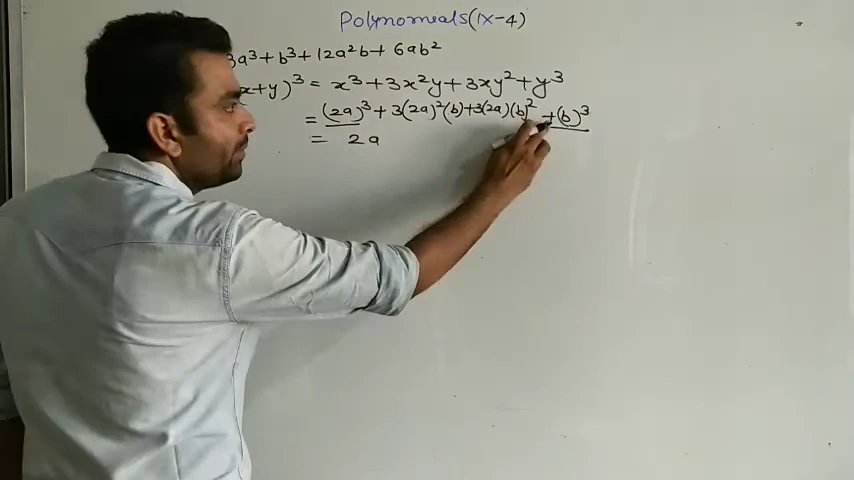 Polynomials(IX-4)
3a³+b³+12a²b+6ab²
x+y)³ = x³+3x²y+3xy²+y³
= (2a)³+3(2a)²(b)+3(2a)(b)²+(b)³
= 2a